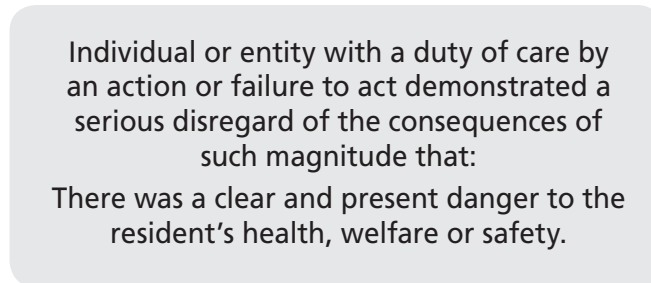 Individual or entity with a duty of care by
an action or failure to act demonstrated a
serious disregard of the consequences of
such magnitude that:
There was a clear and present danger to the
resident’s health, welfare or safety.